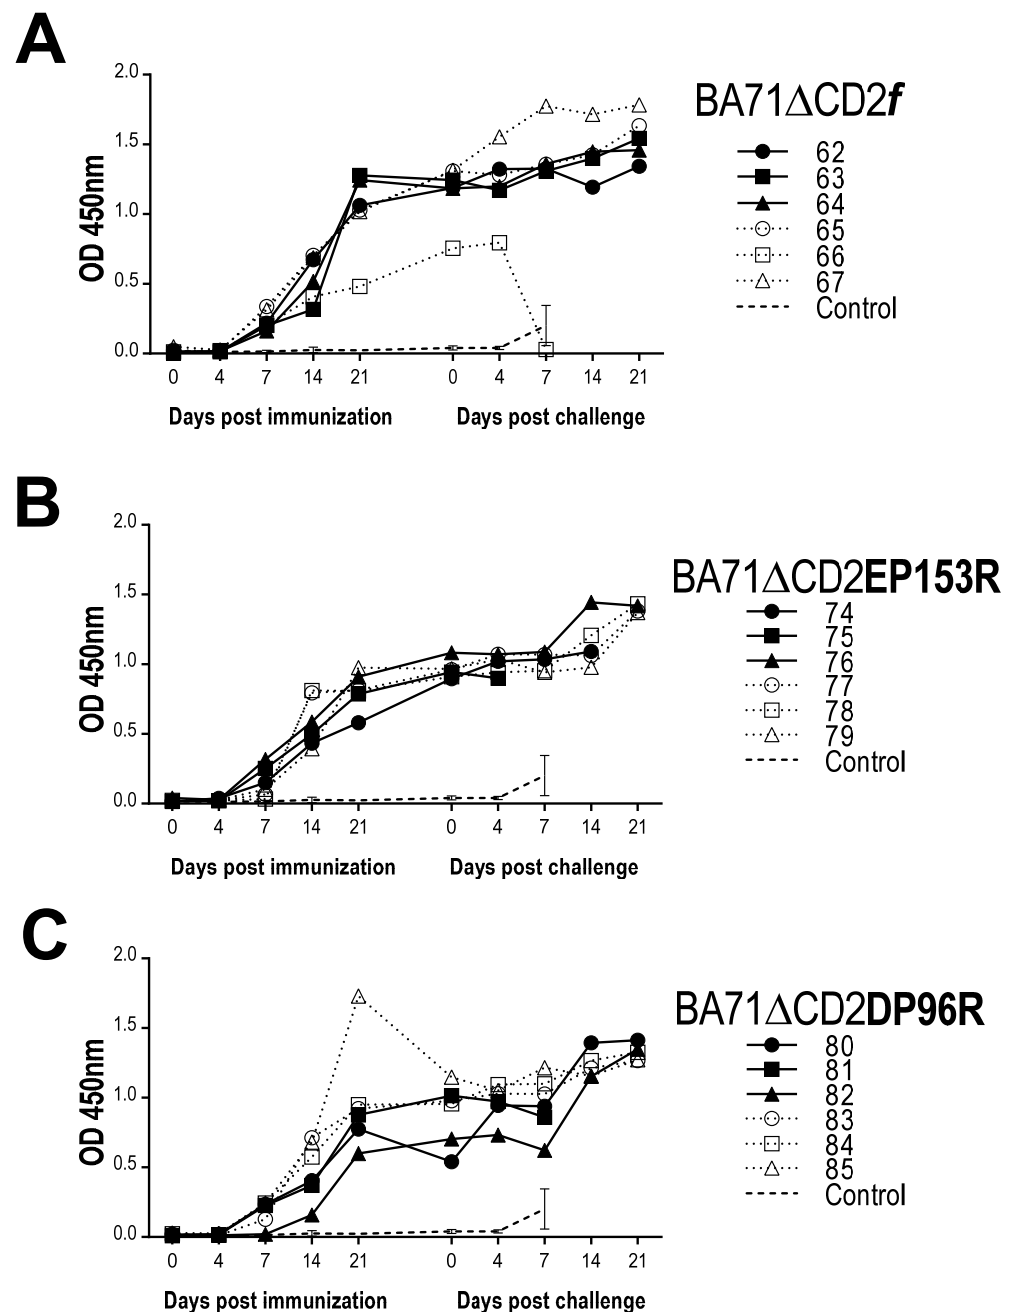 A
2.0
1.5
1.0
0.5
0.0
OD 450nm
0 4 7 14 21 0 4 7 14 21
Days post immunization Days post challenge
BA71ΔCD2f
62
63
64
65
66
67
Control
B
2.0
1.5
1.0
0.5
0.0
OD 450nm
0 4 7 14 21 0 4 7 14 21
Days post immunization Days post challenge
BA71ΔCD2EP153R
74
75
76
77
78
79
Control
C
2.0
1.5
1.0
0.5
0.0
OD 450nm
0 4 7 14 21 0 4 7 14 21
Days post immunization Days post challenge
BA71ΔCD2DP96R
80
81
82
83
84
85
Control